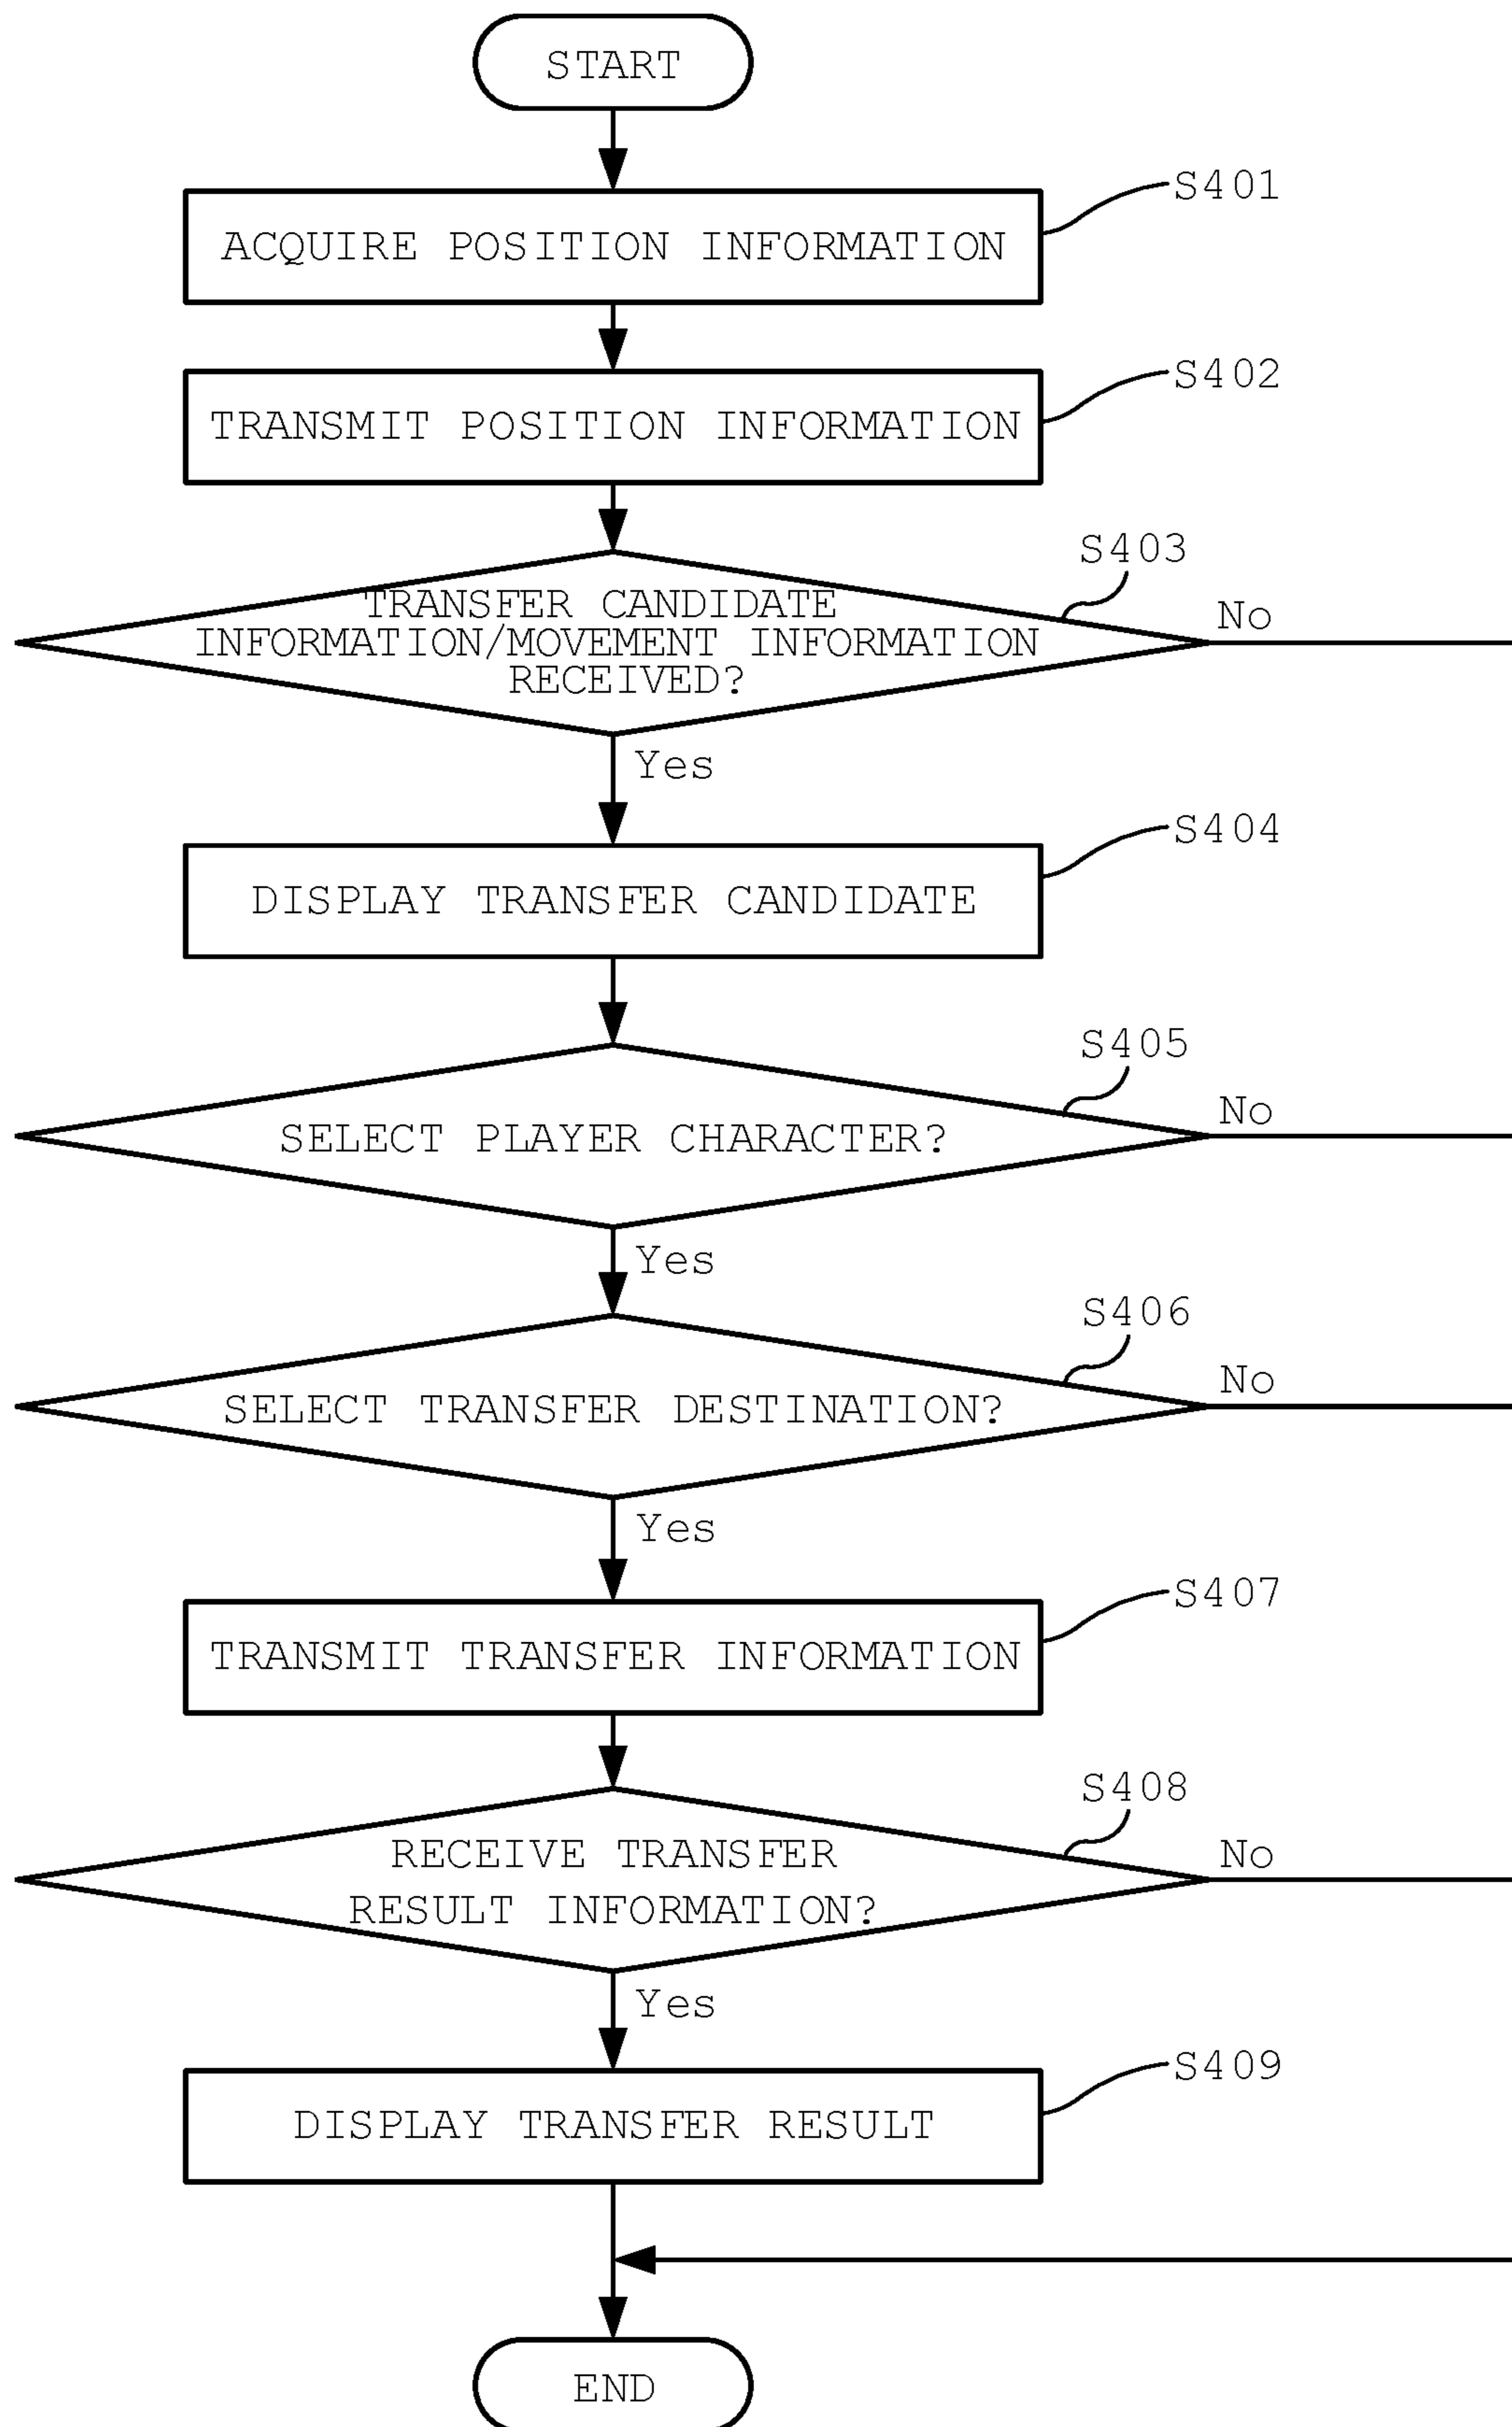 START
S401
ACQUIRE POSITION INFORMATION
S402
TRANSMIT POSITION INFORMATION
S403
TRANSFER CANDIDATE
INFORMATION/MOVEMENT INFORMATION
RECEIVED?
No
Yes
S404
DISPLAY TRANSFER CANDIDATE
S405
SELECT PLAYER CHARACTER?
No
Yes
S406
SELECT TRANSFER DESTINATION?
No
Yes
S407
TRANSMIT TRANSFER INFORMATION
S408
RECEIVE TRANSFER
RESULT INFORMATION?
No
Yes
S409
DISPLAY TRANSFER RESULT
END